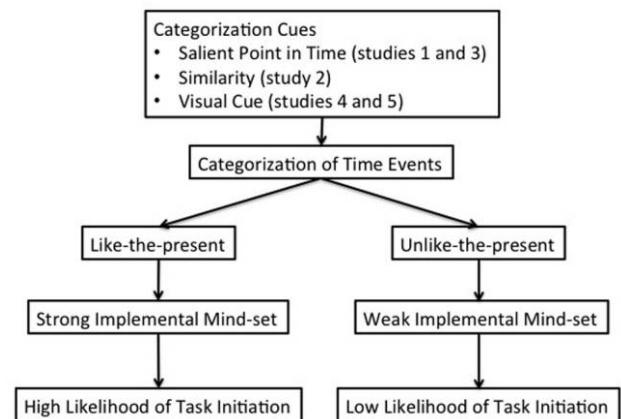 Categorization Cues
• Salient Point in Time (studies 1 and 3)
• Similarity (study 2)
• Visual Cue (studies 4 and 5)
Categorization of Time Events
Like-the-present
Unlike-the-present
Strong Implemental Mind-set
Weak Implemental Mind-set
High Likelihood of Task Initiation
Low Likelihood of Task Initiation